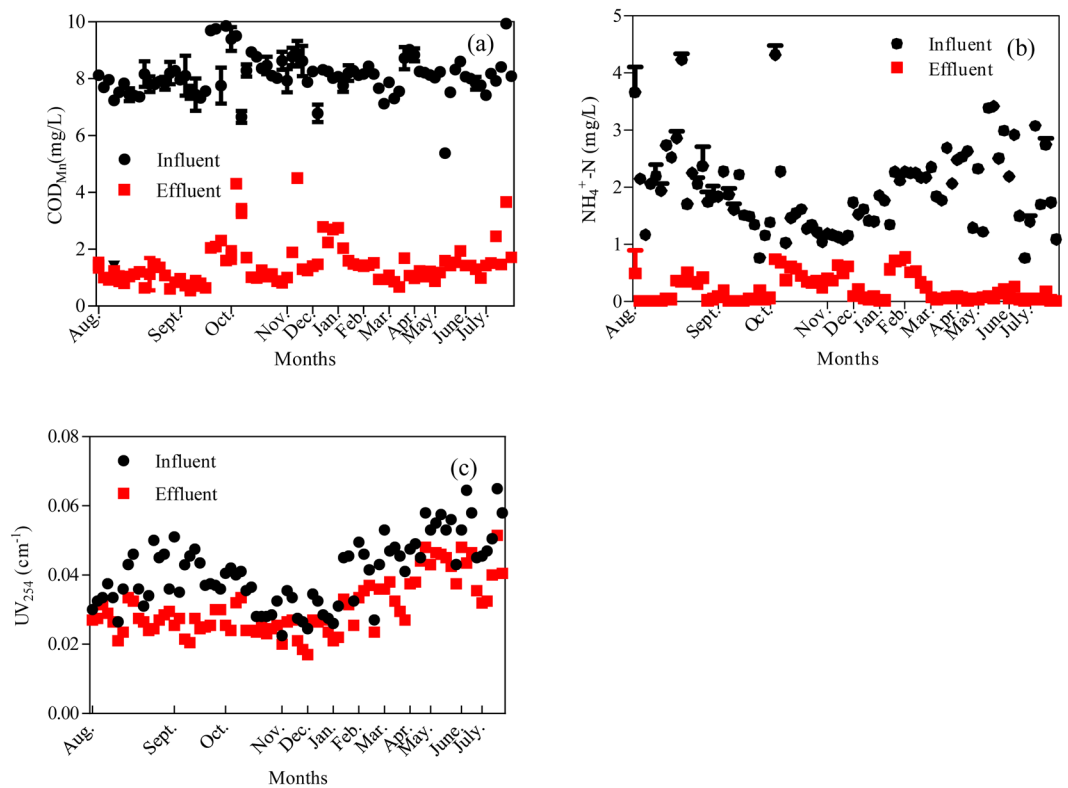 (a)
COD_Mn(mg/L)
10
8
6
4
2
0
Influent
Effluent
Aug.
Sept.
Oct.
Nov.
Dec.
Jan.
Feb.
Mar.
Apr.
May.
June.
July.
Months
(b)
NH₄⁺-N (mg/L)
5
4
3
2
1
0
Influent
Effluent
Aug.
Sept.
Oct.
Nov.
Dec.
Jan.
Feb.
Mar.
Apr.
May.
June.
July.
Months
(c)
UV₂₅₄ (cm⁻¹)
0.08
0.06
0.04
0.02
0.00
Influent
Effluent
Aug.
Sept.
Oct.
Nov.
Dec.
Jan.
Feb.
Mar.
Apr.
May.
June.
July.
Months